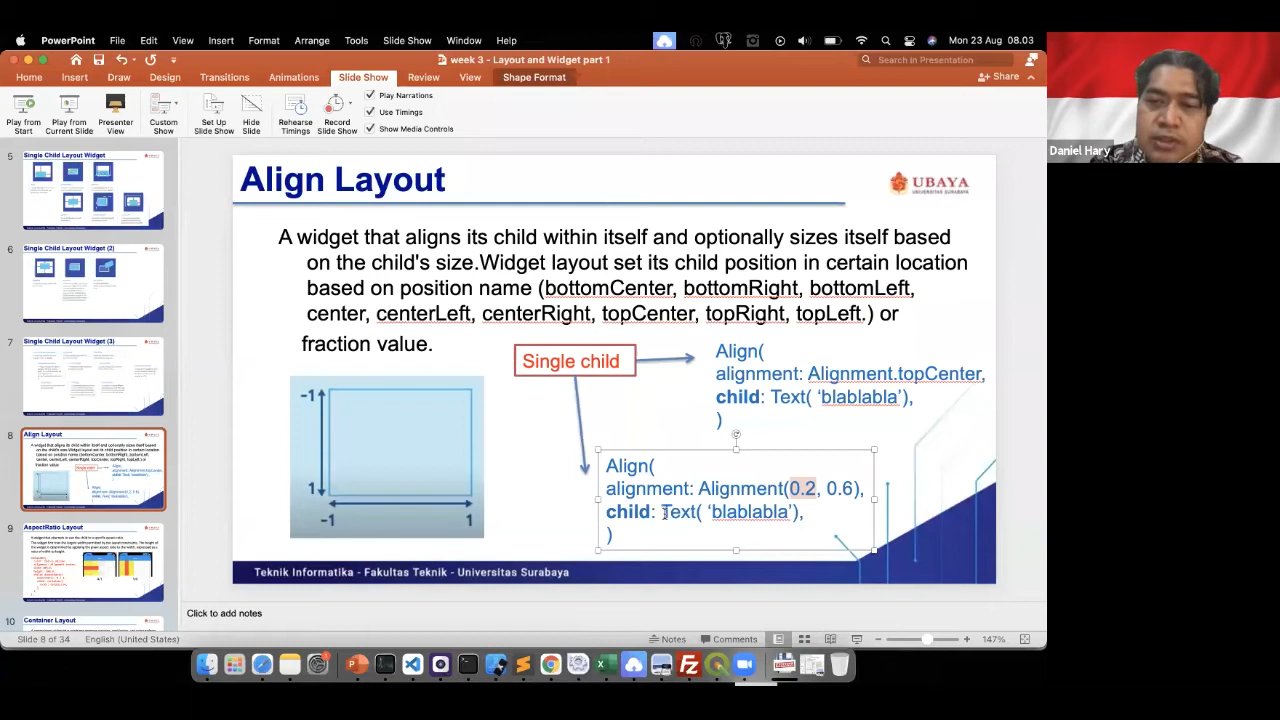 PowerPoint File Edit View Insert Format Arrange Tools Slide Show Window Help Mon 23 Aug 08.03
week 3 - Layout and Widget part 1
Search in Presentation
Home Insert Draw Design Transitions Animations Slide Show Review View Shape Format
Share
Play from Start
Play from Current Slide
Presenter View
Custom Show
Set Up Slide Show
Hide Slide
Rehearse Timings
Record Slide Show
Play Narrations
Use Timings
Show Media Controls
Daniel Hary
5
Single Child Layout Widget
6
Single Child Layout Widget (2)
7
Single Child Layout Widget (3)
8
Align Layout
9
AspectRatio Layout
10
Container Layout
Align Layout
UBAYA
UNIVERSITAS SURABAYA
A widget that aligns its child within itself and optionally sizes itself based
on the child's size.Widget layout set its child position in certain location
based on position name (bottomCenter, bottomRight, bottomLeft,
center, centerLeft, centerRight, topCenter, topRight, topLeft.) or
fraction value.
Single child
Align(
alignment: Alignment.topCenter,
child: Text( ‘blablabla’),
)
-1
1
-1 1
Align(
alignment: Alignment(0.2, 0.6),
child: Text( ‘blablabla’),
)
Teknik Informatika - Fakultas Teknik - Universitas Surabaya
Click to add notes
Slide 8 of 34 English (United States) Notes Comments 147%